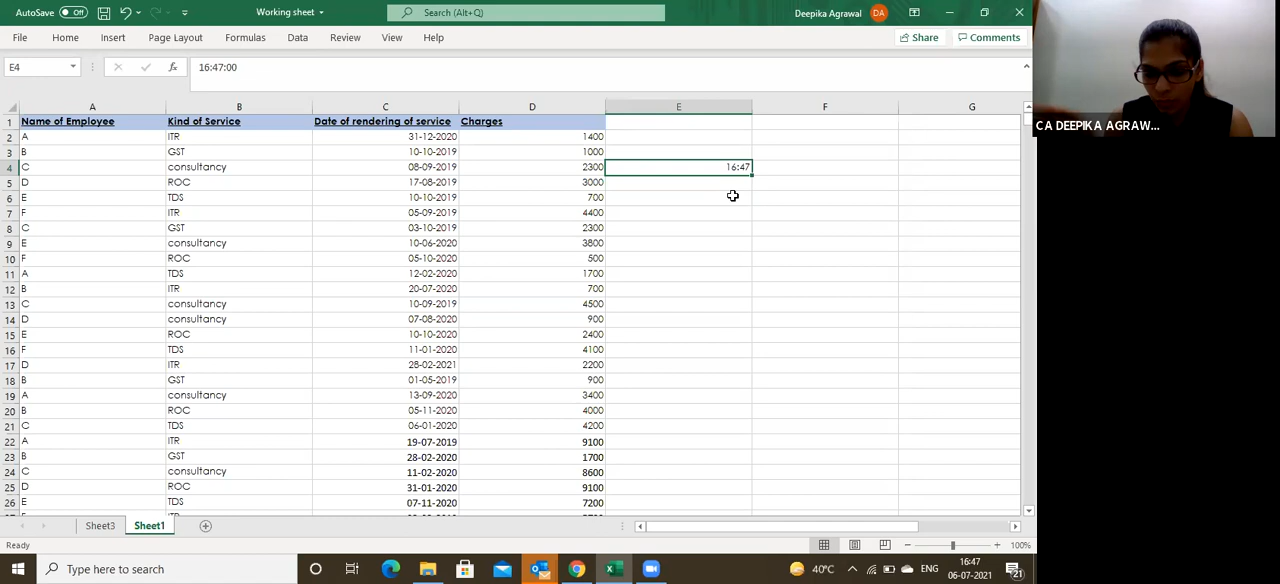 AutoSave Off Working sheet Search (Alt+Q) Deepika Agrawal DA
File Home Insert Page Layout Formulas Data Review View Help Share Comments
E4 fx 16:47:00
A B C D E F G
1 Name of Employee Kind of Service Date of rendering of service Charges
2 A ITR 31-12-2020 1400
3 B GST 10-10-2019 1000
4 C consultancy 08-09-2019 2300 16:47
5 D ROC 17-08-2019 3000
6 E TDS 10-10-2019 700
7 F ITR 05-09-2019 4400
8 C GST 03-10-2019 2300
9 E consultancy 10-06-2020 3800
10 F ROC 05-10-2020 500
11 A TDS 12-02-2020 1700
12 B ITR 20-07-2020 700
13 C consultancy 10-09-2019 4500
14 D consultancy 07-08-2020 900
15 E ROC 10-10-2020 2400
16 F TDS 11-01-2020 4100
17 D ITR 28-02-2021 2200
18 B GST 01-05-2019 900
19 A consultancy 13-09-2020 3400
20 B ROC 05-11-2020 4000
21 C TDS 06-01-2020 4200
22 A ITR 19-07-2019 9100
23 B GST 28-02-2020 1700
24 C consultancy 11-02-2020 8600
25 D ROC 31-01-2020 9100
26 E TDS 07-11-2020 7200
Sheet3 Sheet1
Ready 100%
Type here to search 40°C ENG 16:47
06-07-2021 21
CA DEEPIKA AGRAW...